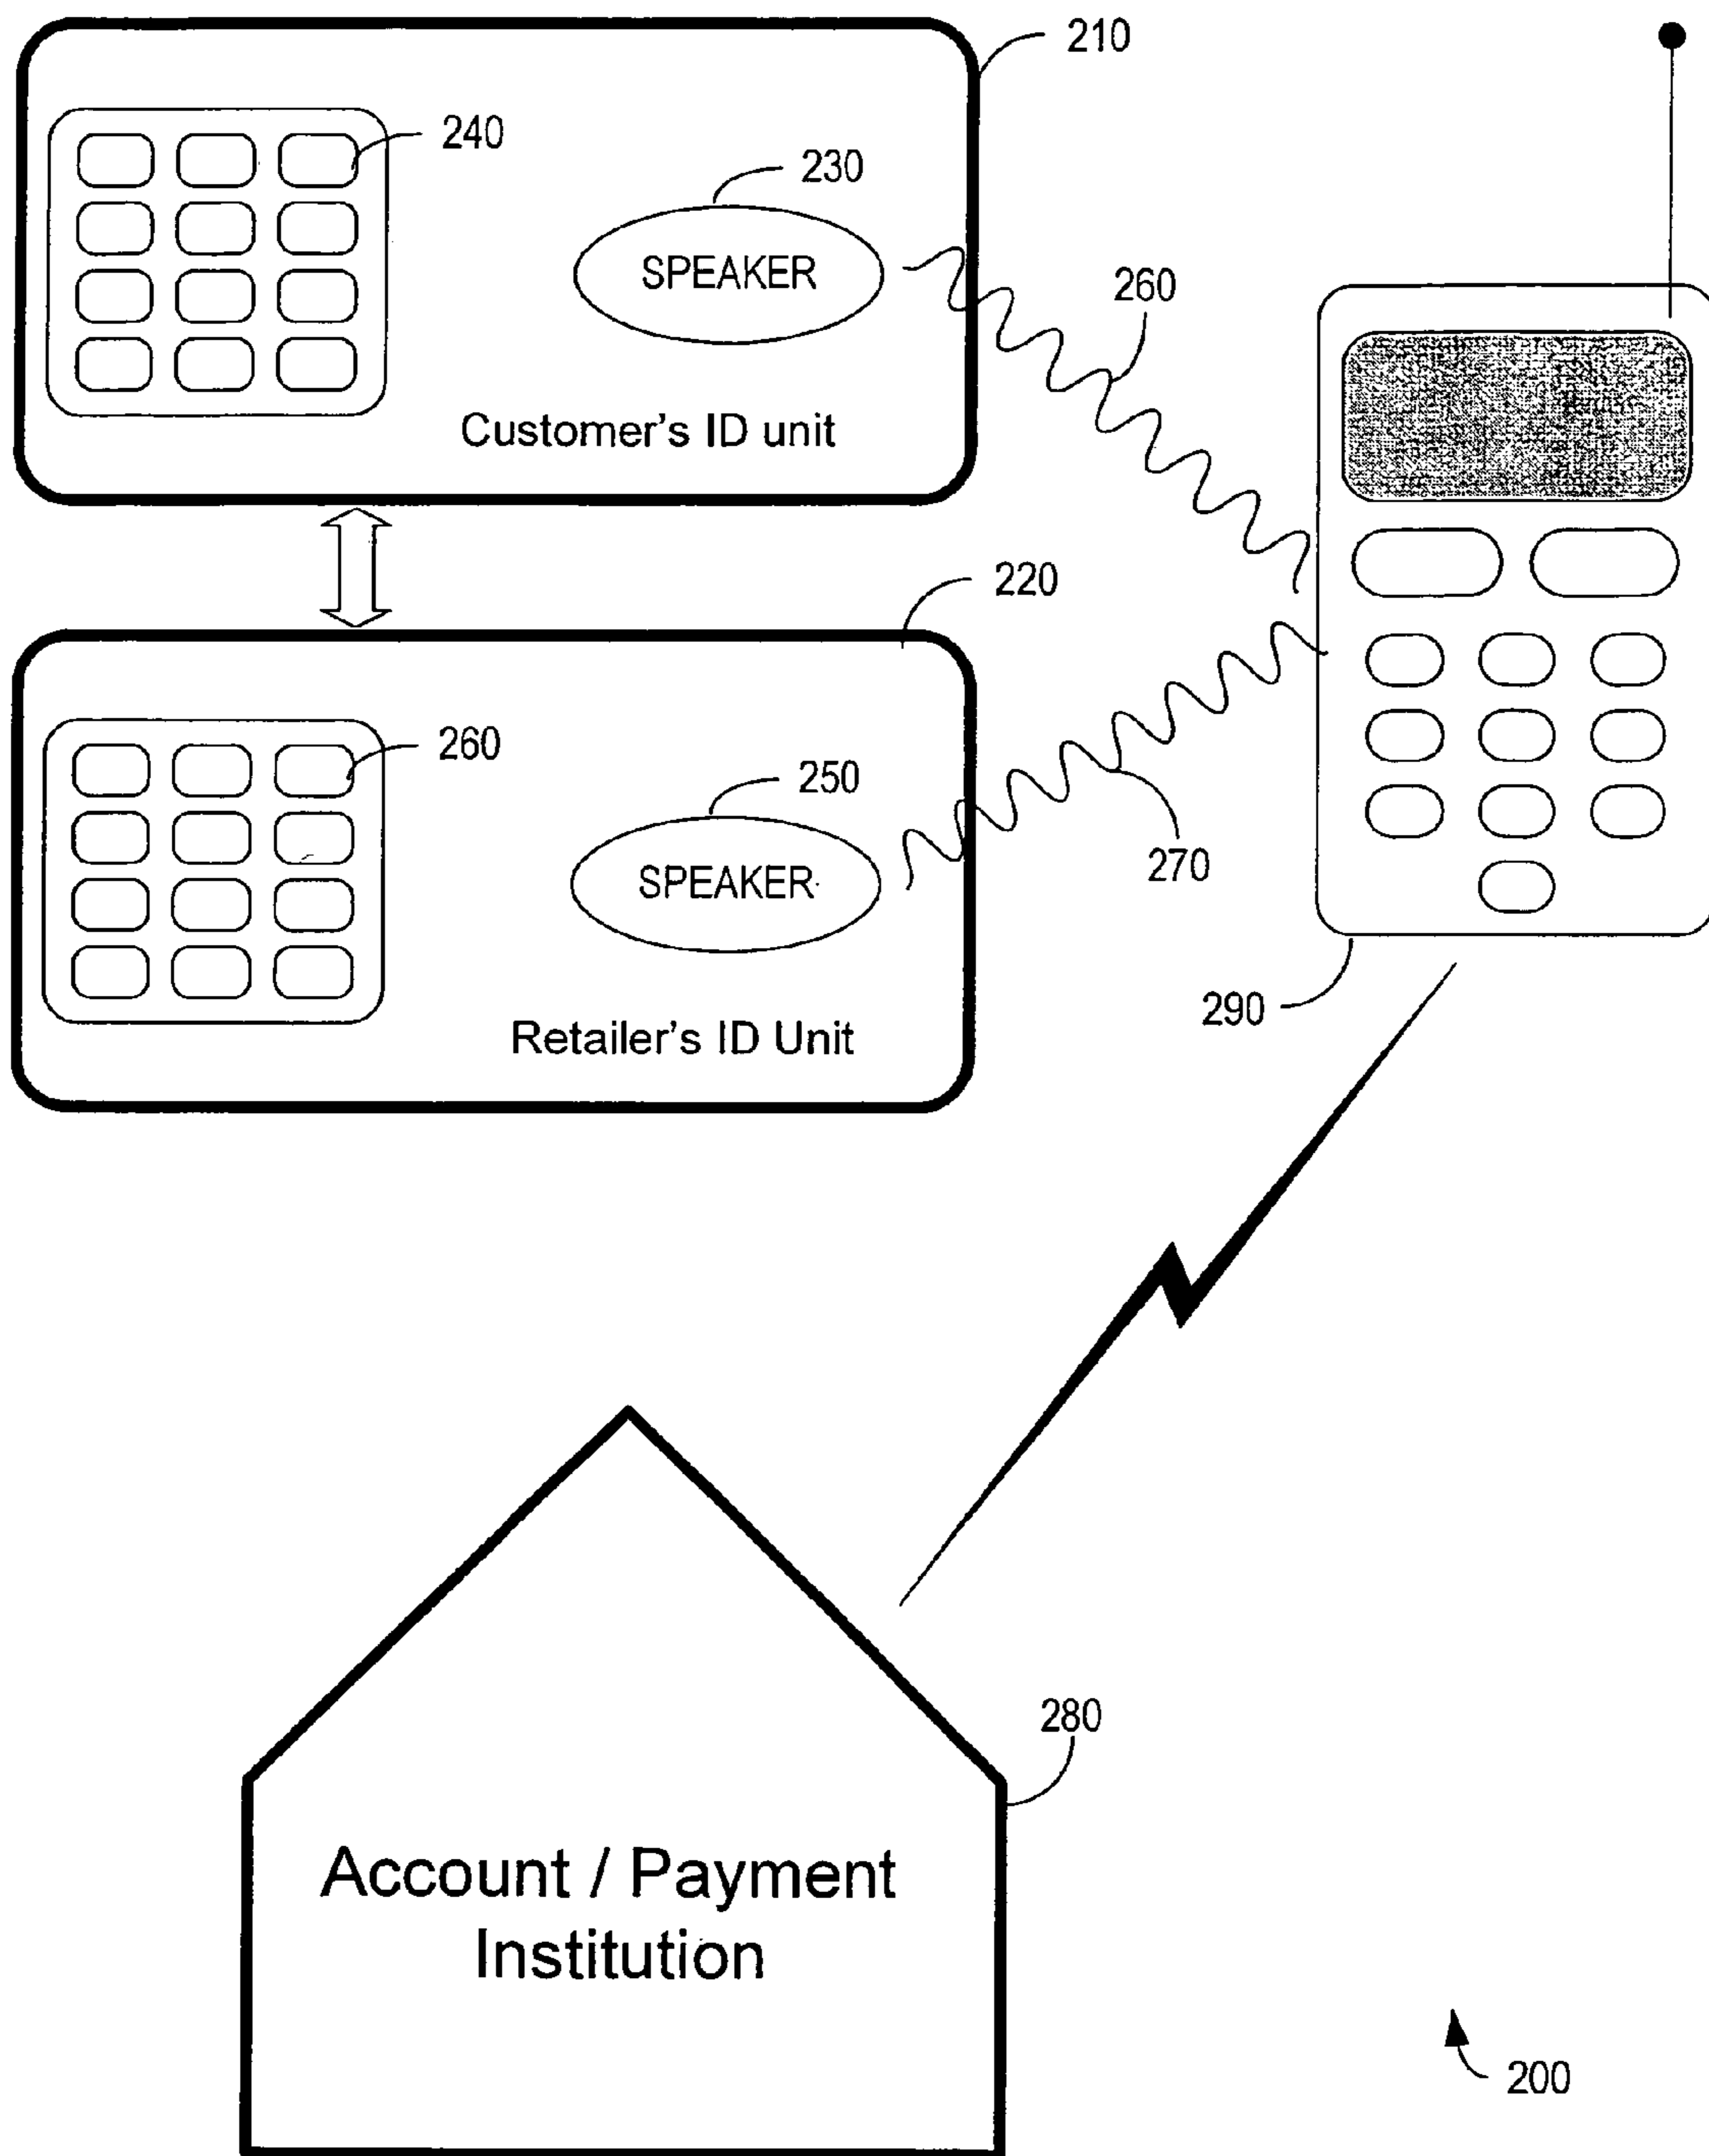 210
240
230
SPEAKER
260
Customer's ID unit
220
260
250
SPEAKER
270
290
Retailer's ID Unit
280
Account / Payment
Institution
200